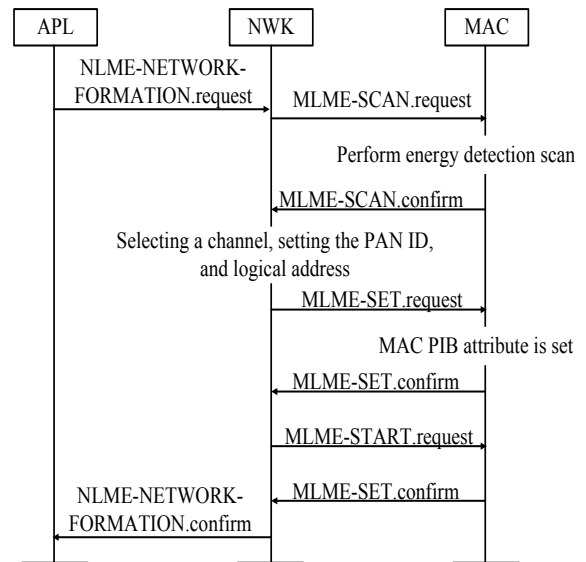 APL
NWK
MAC
NLME-NETWORK-
FORMATION.request
MLME-SCAN.request
Perform energy detection scan
MLME-SCAN.confirm
Selecting a channel, setting the PAN ID,
and logical address
MLME-SET.request
MAC PIB attribute is set
MLME-SET.confirm
MLME-START.request
MLME-SET.confirm
NLME-NETWORK-
FORMATION.confirm